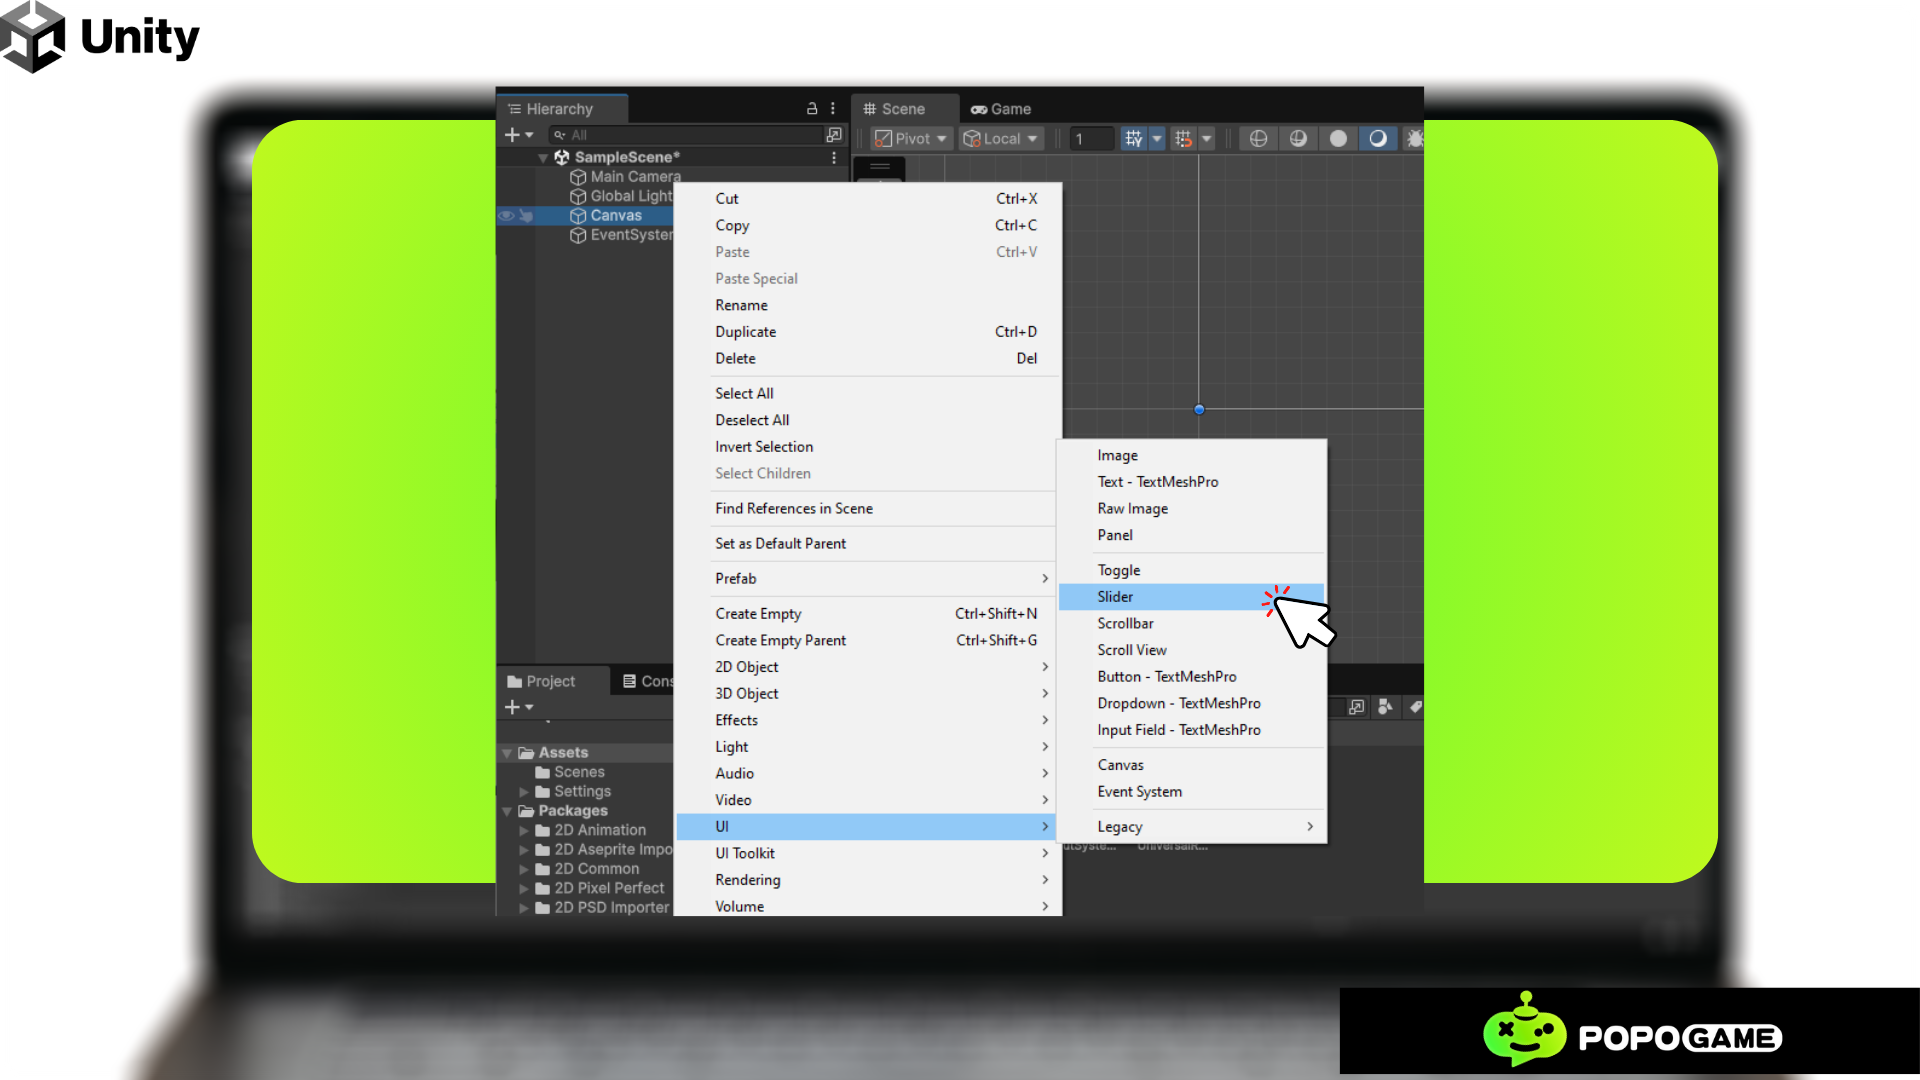 Unity
Hierarchy
All
SampleScene*
Main Camera
Global Light
Canvas
Scene
Game
Pivot
Local
1
Cut Ctrl+X
Copy Ctrl+C
Paste Ctrl+V
Paste Special
Rename
Duplicate Ctrl+D
Delete Del
Select All
Deselect All
Invert Selection
Select Children
Find References in Scene
Set as Default Parent
Prefab
Create Empty Ctrl+Shift+N
Create Empty Parent Ctrl+Shift+G
2D Object
3D Object
Effects
Light
Audio
Video
UI
UI Toolkit
Rendering
Volume
Image
Text - TextMeshPro
Raw Image
Panel
Toggle
Slider
Scrollbar
Scroll View
Button - TextMeshPro
Dropdown - TextMeshPro
Input Field - TextMeshPro
Canvas
Event System
Legacy
Project
Cons
Assets
Scenes
Settings
Packages
2D Animation
2D Aseprite Impo
2D Common
2D Pixel Perfect
2D PSD Importer
POPOGAME